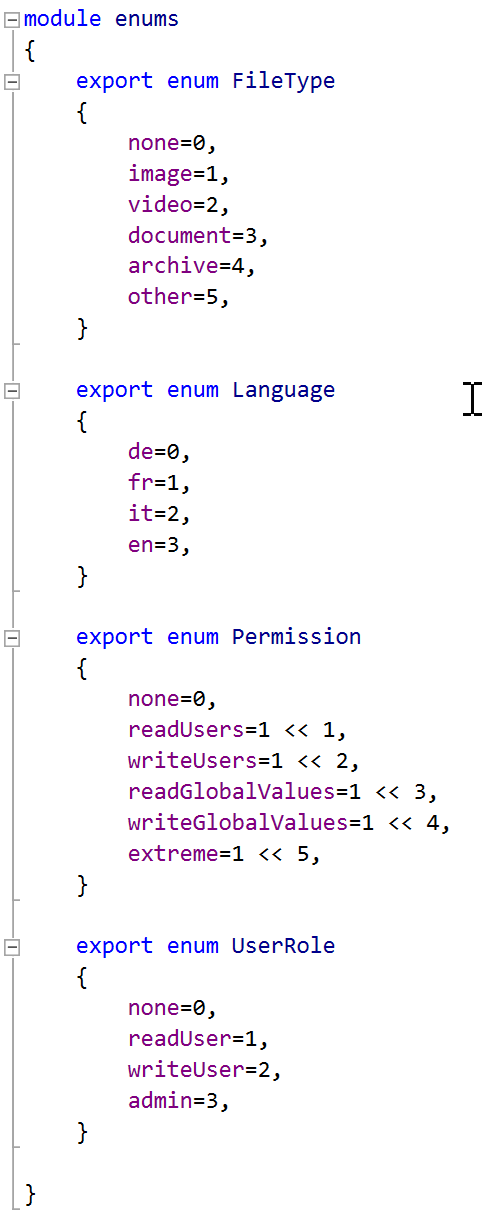 module enums
{
    export enum FileType
    {
        none=0,
        image=1,
        video=2,
        document=3,
        archive=4,
        other=5,
    }

    export enum Language
    {
        de=0,
        fr=1,
        it=2,
        en=3,
    }

    export enum Permission
    {
        none=0,
        readUsers=1 << 1,
        writeUsers=1 << 2,
        readGlobalValues=1 << 3,
        writeGlobalValues=1 << 4,
        extreme=1 << 5,
    }

    export enum UserRole
    {
        none=0,
        readUser=1,
        writeUser=2,
        admin=3,
    }

}